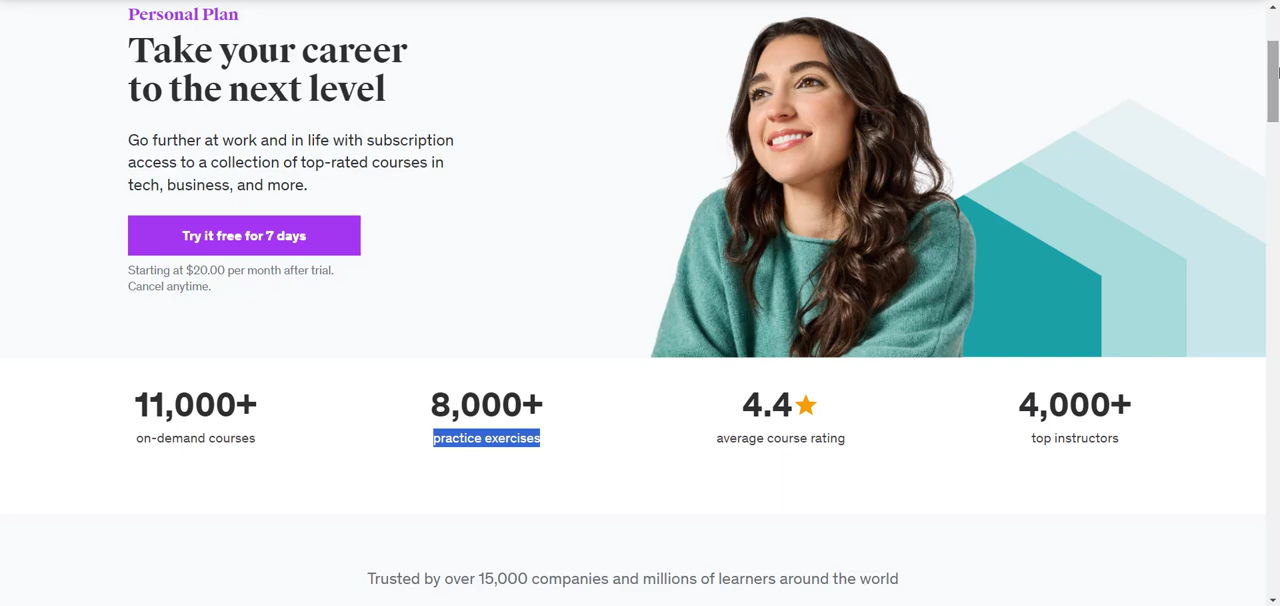 Personal Plan
Take your career
to the next level
Go further at work and in life with subscription
access to a collection of top-rated courses in
tech, business, and more.
Try it free for 7 days
Starting at $20.00 per month after trial.
Cancel anytime.
11,000+
on-demand courses
8,000+
practice exercises
4.4
average course rating
4,000+
top instructors
Trusted by over 15,000 companies and millions of learners around the world